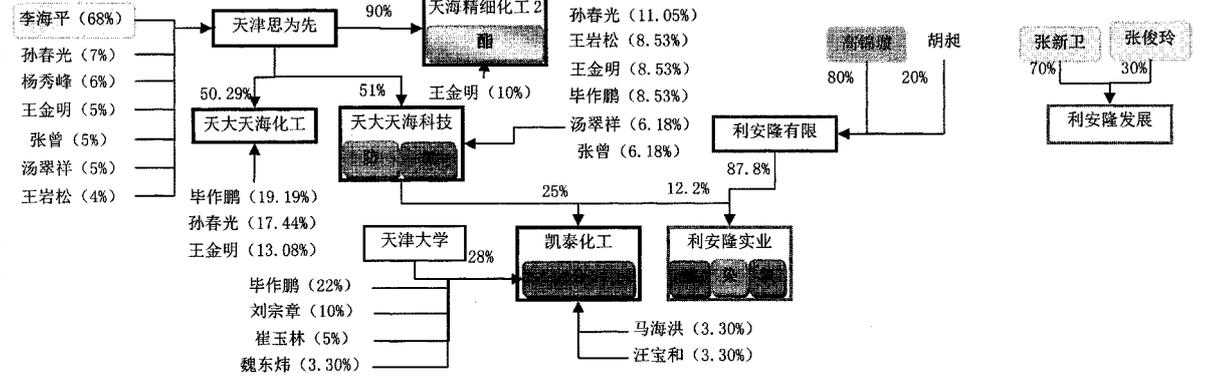 李海平（68%）
孙春光（7%）
杨秀峰（6%）
王金明（5%）
张曾（5%）
汤翠祥（5%）
王岩松（4%）
天津思为先
90%
天海精细化工2
酯
王金明（10%）
50.29%
51%
天大天海化工
毕作鹏（19.19%）
孙春光（17.44%）
王金明（13.08%）
天大天海科技
孙春光（11.05%）
王岩松（8.53%）
王金明（8.53%）
毕作鹏（8.53%）
汤翠祥（6.18%）
张曾（6.18%）
胡昶
80%
20%
利安隆有限
87.8%
12.2%
25%
张新卫
张俊玲
70%
30%
利安隆发展
天津大学
28%
毕作鹏（22%）
刘宗章（10%）
崔玉林（5%）
魏东炜（3.30%）
凯泰化工
马海洪（3.30%）
汪宝和（3.30%）
利安隆实业
染